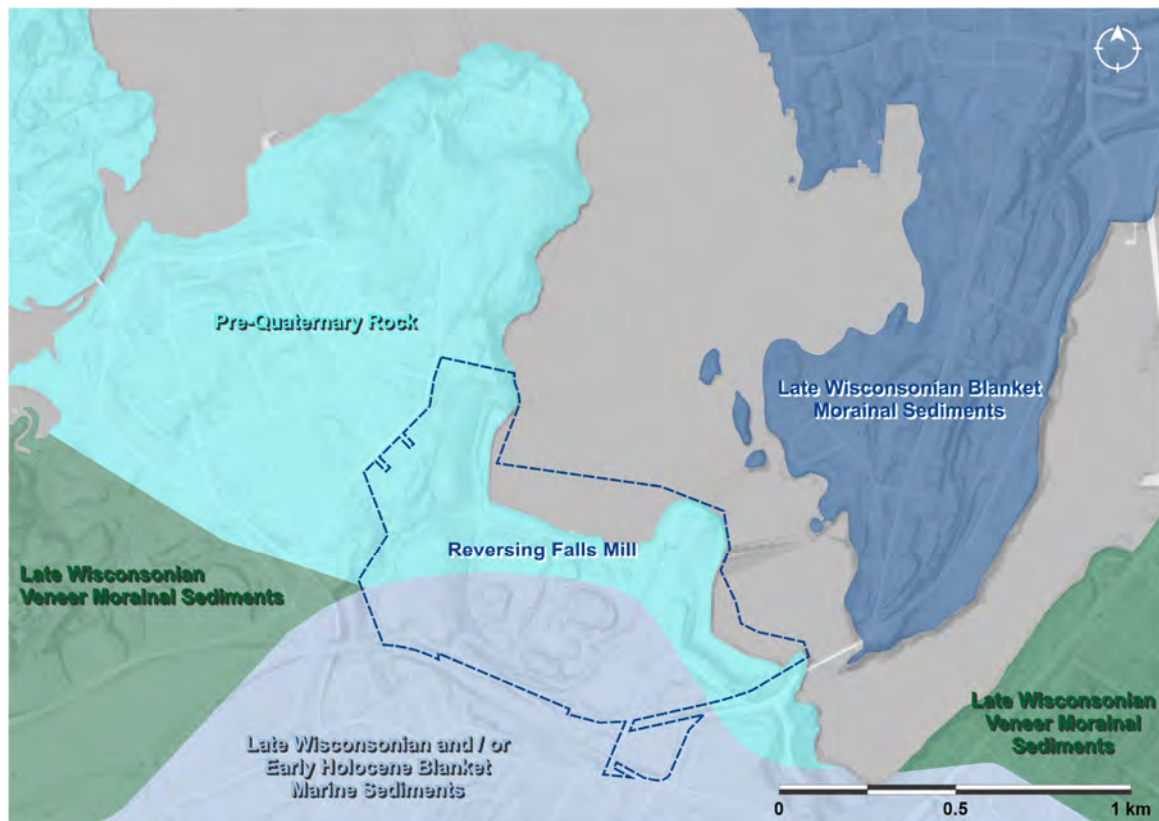 Pre-Quaternary Rock
Late Wisconsonian Blanket
Morainal Sediments
Reversing Falls Mill
Late Wisconsonian
Veneer Morainal Sediments
Late Wisconsonian
Veneer Morainal
Sediments
Late Wisconsonian and / or
Early Holocene Blanket
Marine Sediments
0 0.5 1 km